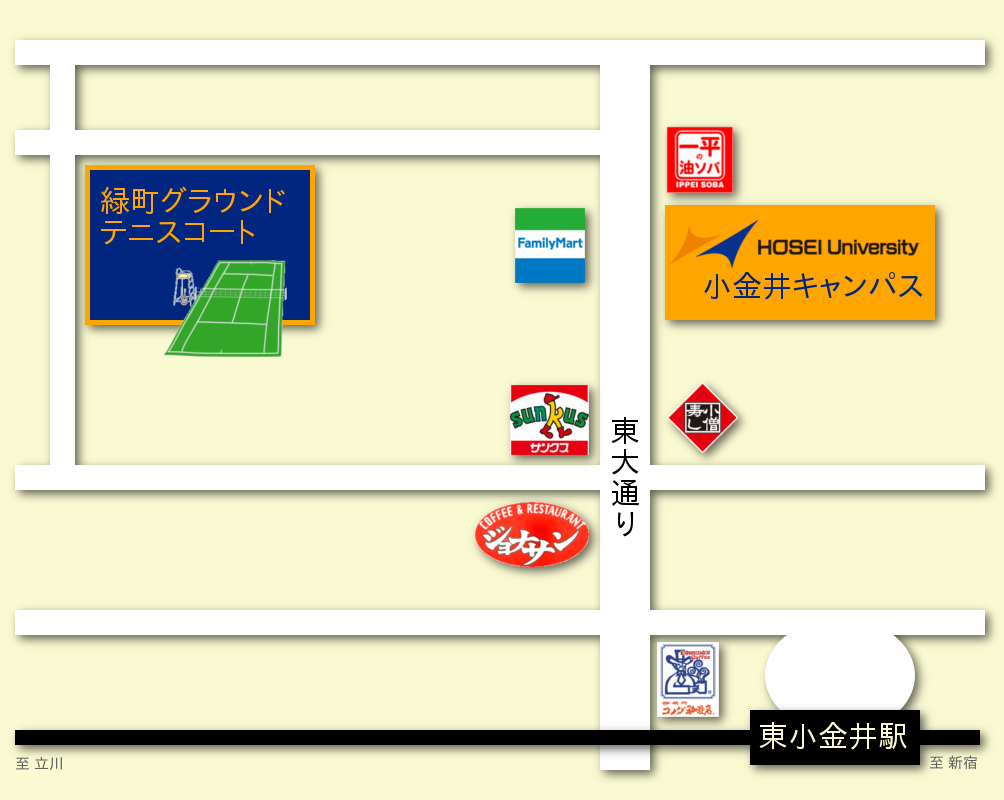 一平
の
油ソバ
IPPEI SOBA
緑町グラウンド
テニスコート
FamilyMart
HOSEI University
小金井キャンパス
sunkus
サンクス
小僧
寿し
東大通り
COFFEE & RESTAURANT
ジョナサン
Coffee
コメダ珈琲店
東小金井駅
至 立川
至 新宿